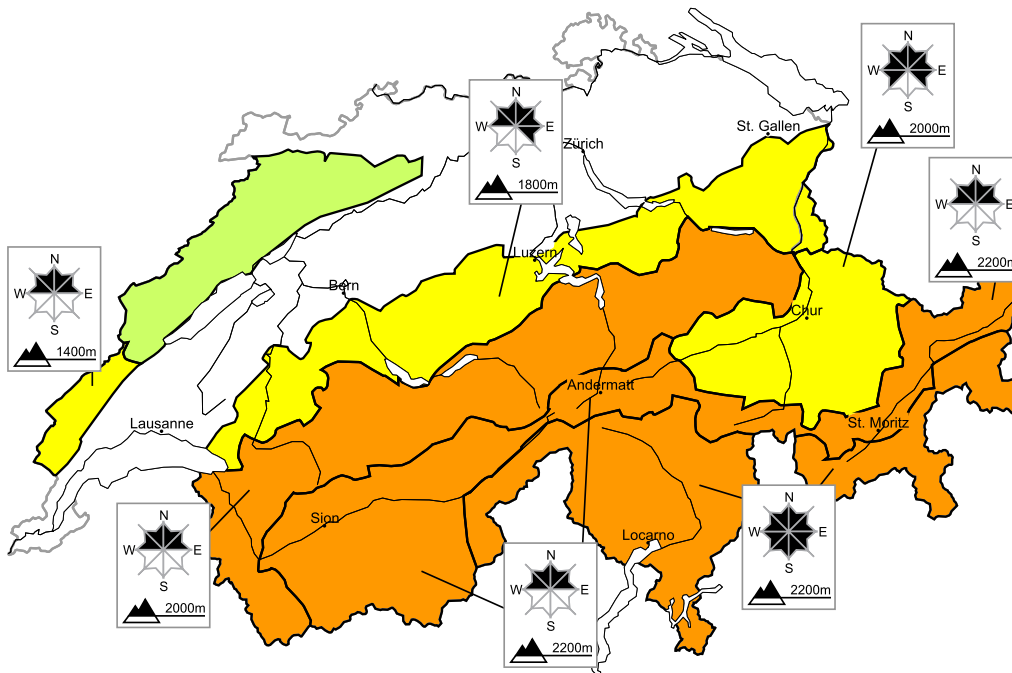 N
W E
S
2000m
N
W E
S
1800m
St. Gallen
Zürich
N
W E
S
2200m
Luzern
N
W E
S
1400m
Bern
Chur
Andermatt
Lausanne
St. Moritz
N
W E
S
2000m
Sion
Locarno
N
W E
S
2200m
N
W E
S
2200m